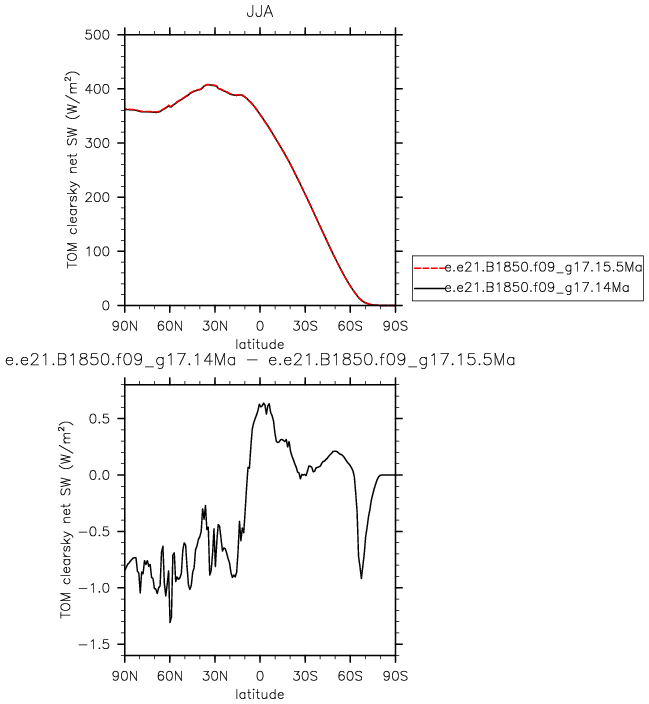 JJA
TOM clearsky net SW (W/m²)
500
400
300
200
100
0
90N 60N 30N 0 30S 60S 90S
latitude
e.e21.B1850.f09_g17.15.5Ma
e.e21.B1850.f09_g17.14Ma
e.e21.B1850.f09_g17.14Ma − e.e21.B1850.f09_g17.15.5Ma
TOM clearsky net SW (W/m²)
0.5
0.0
−0.5
−1.0
−1.5
90N 60N 30N 0 30S 60S 90S
latitude